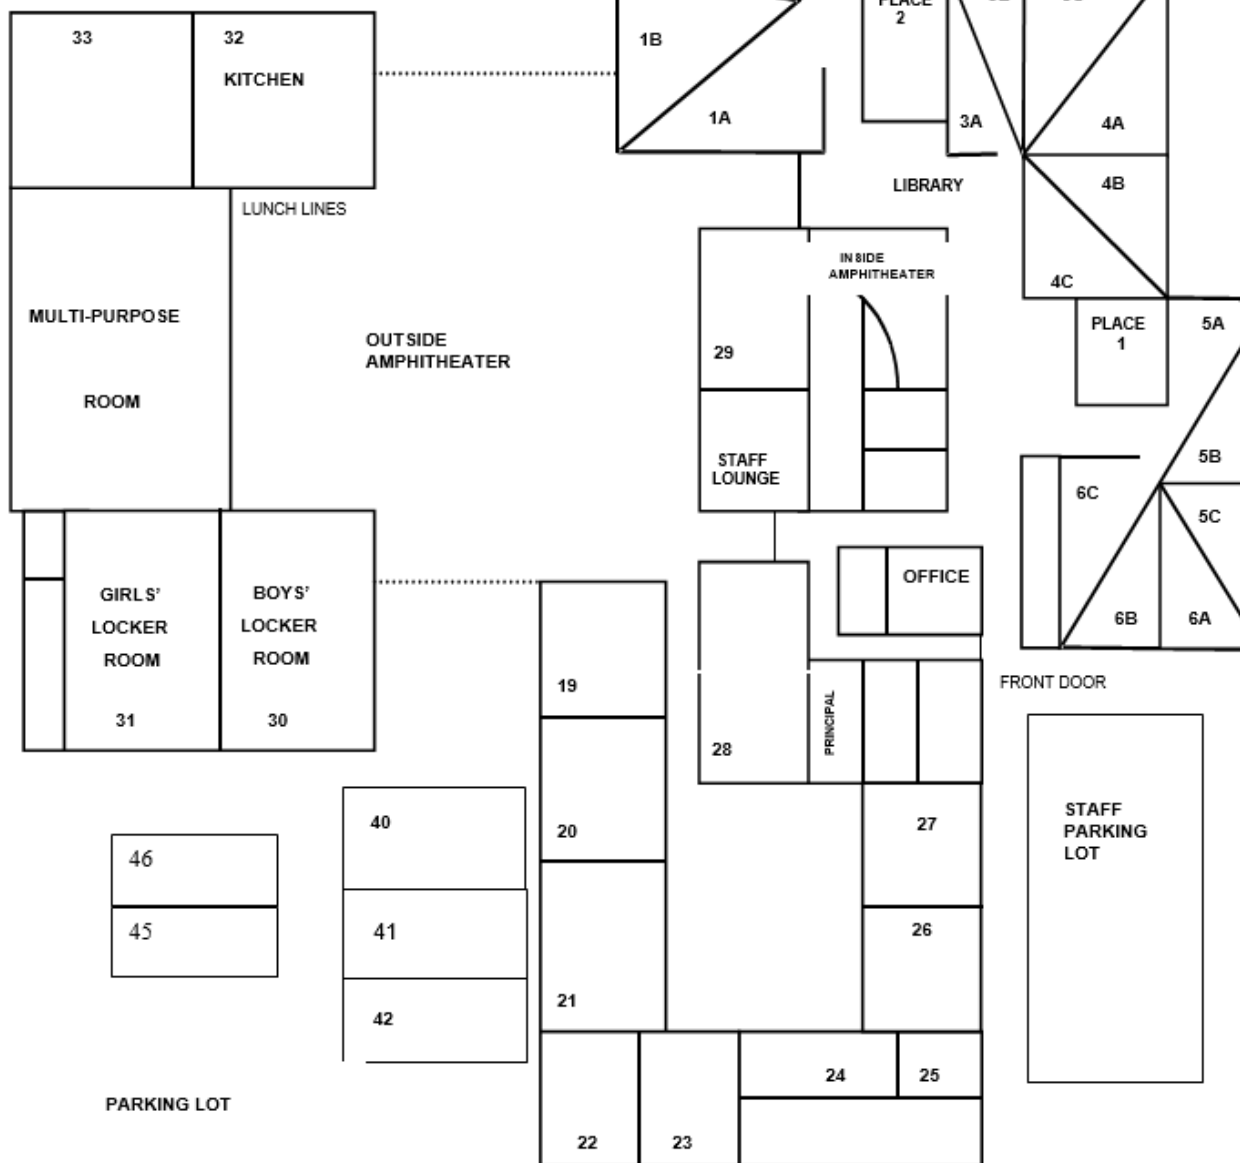 33
32
KITCHEN
1B
1A
PLACE
2
3A
4A
4B
4C
LIBRARY
LUNCH LINES
MULTI-PURPOSE
ROOM
OUTSIDE
AMPHITHEATER
INSIDE
AMPHITHEATER
29
STAFF
LOUNGE
PLACE
1
5A
5B
5C
6C
6B
6A
GIRLS'
LOCKER
ROOM
31
BOYS'
LOCKER
ROOM
30
19
20
21
OFFICE
FRONT DOOR
28
PRINCIPAL
27
26
STAFF
PARKING
LOT
40
41
42
46
45
PARKING LOT
22
23
24
25